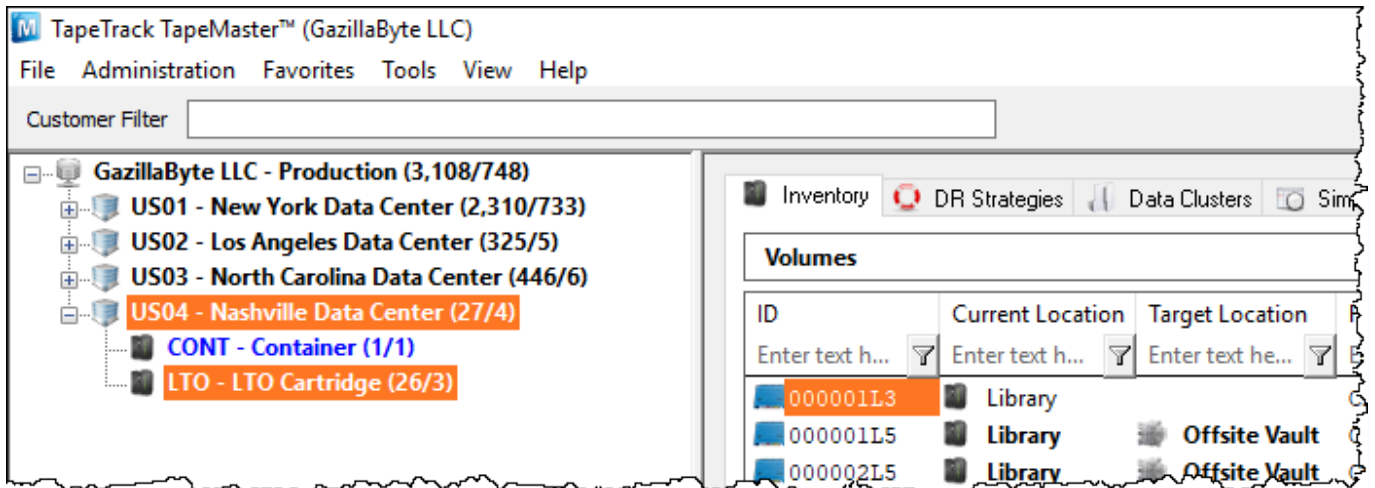 TapeTrack TapeMaster™ (GazillaByte LLC)
File Administration Favorites Tools View Help
Customer Filter
GazillaByte LLC - Production (3,108/748)
US01 - New York Data Center (2,310/733)
US02 - Los Angeles Data Center (325/5)
US03 - North Carolina Data Center (446/6)
US04 - Nashville Data Center (27/4)
CONT - Container (1/1)
LTO - LTO Cartridge (26/3)
Inventory DR Strategies Data Clusters
Volumes
ID Current Location Target Location
Enter text h... Enter text h... Enter text he...
000001L3 Library
000001L5 Library Offsite Vault
000002L5 Library Offsite Vault